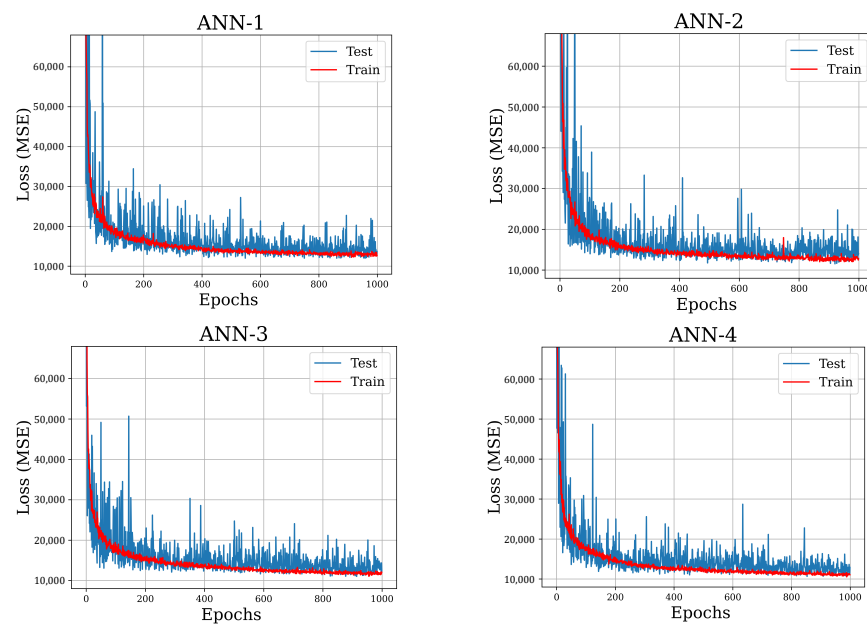 ANN-1
Loss (MSE)
60,000
50,000
40,000
30,000
20,000
10,000
Test
Train
0
200
400
600
800
1000
Epochs
ANN-2
Loss (MSE)
60,000
50,000
40,000
30,000
20,000
10,000
Test
Train
0
200
400
600
800
1000
Epochs
ANN-3
Loss (MSE)
60,000
50,000
40,000
30,000
20,000
10,000
Test
Train
0
200
400
600
800
1000
Epochs
ANN-4
Loss (MSE)
60,000
50,000
40,000
30,000
20,000
10,000
Test
Train
0
200
400
600
800
1000
Epochs